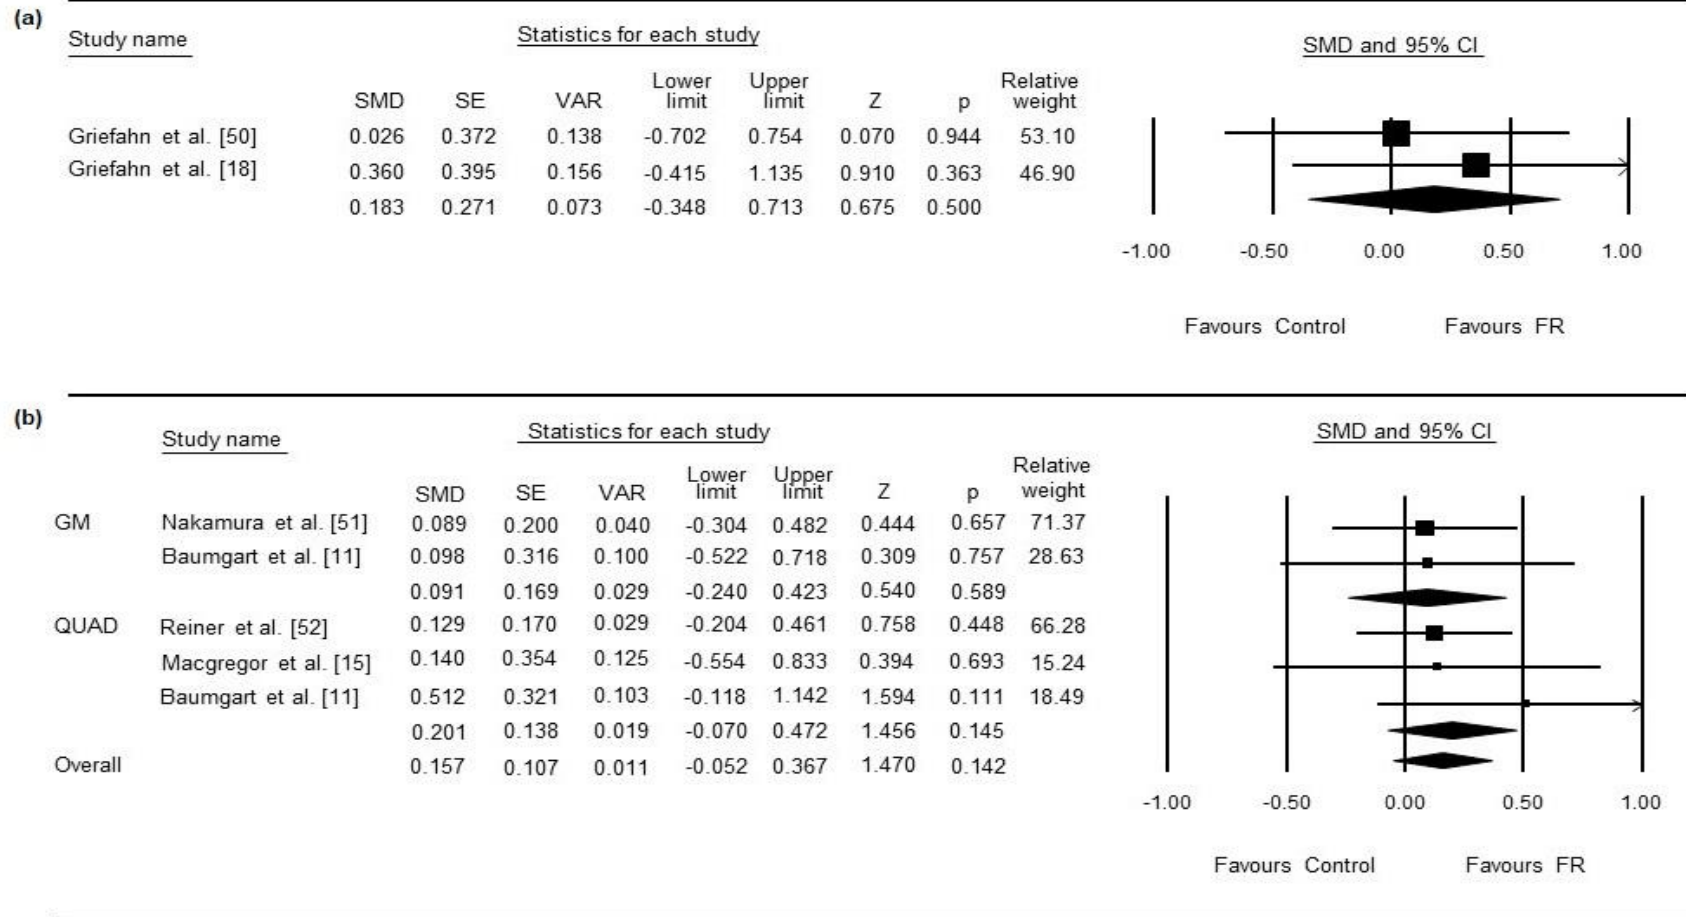 (a)
Study name Statistics for each study SMD and 95% CI
SMD SE VAR Lower limit Upper limit Z p Relative weight
Griefahn et al. [50] 0.026 0.372 0.138 -0.702 0.754 0.070 0.944 53.10
Griefahn et al. [18] 0.360 0.395 0.156 -0.415 1.135 0.910 0.363 46.90
0.183 0.271 0.073 -0.348 0.713 0.675 0.500
-1.00 -0.50 0.00 0.50 1.00
Favours Control Favours FR
(b)
Study name Statistics for each study SMD and 95% CI
SMD SE VAR Lower limit Upper limit Z p Relative weight
GM Nakamura et al. [51] 0.089 0.200 0.040 -0.304 0.482 0.444 0.657 71.37
Baumgart et al. [11] 0.098 0.316 0.100 -0.522 0.718 0.309 0.757 28.63
0.091 0.169 0.029 -0.240 0.423 0.540 0.589
QUAD Reiner et al. [52] 0.129 0.170 0.029 -0.204 0.461 0.758 0.448 66.28
Macgregor et al. [15] 0.140 0.354 0.125 -0.554 0.833 0.394 0.693 15.24
Baumgart et al. [11] 0.512 0.321 0.103 -0.118 1.142 1.594 0.111 18.49
0.201 0.138 0.019 -0.070 0.472 1.456 0.145
Overall 0.157 0.107 0.011 -0.052 0.367 1.470 0.142
-1.00 -0.50 0.00 0.50 1.00
Favours Control Favours FR